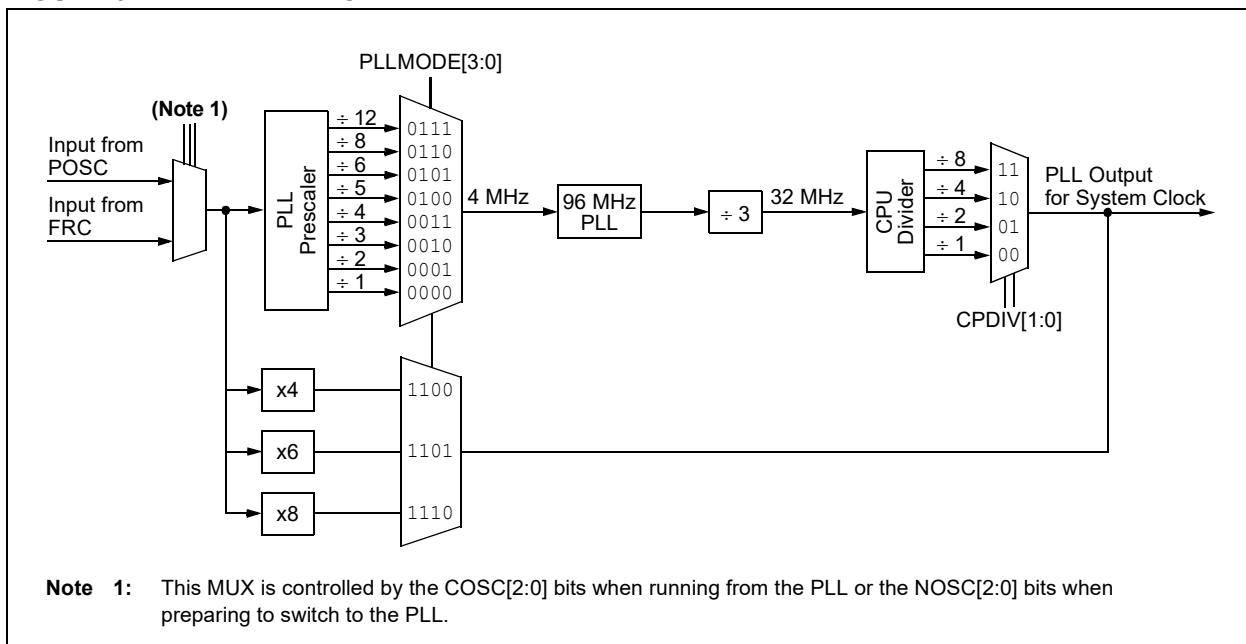 PLLMODE[3:0]
(Note 1)
Input from
POSC
Input from
FRC
PLL
Prescaler
÷ 12
÷ 8
÷ 6
÷ 5
÷ 4
÷ 3
÷ 2
÷ 1
0111
0110
0101
0100
0011
0010
0001
0000
4 MHz
96 MHz
PLL
÷ 3
32 MHz
CPU
Divider
÷ 8
÷ 4
÷ 2
÷ 1
11
10
01
00
CPDIV[1:0]
PLL Output
for System Clock
x4
x6
x8
1100
1101
1110
Note 1: This MUX is controlled by the COSC[2:0] bits when running from the PLL or the NOSC[2:0] bits when
preparing to switch to the PLL.